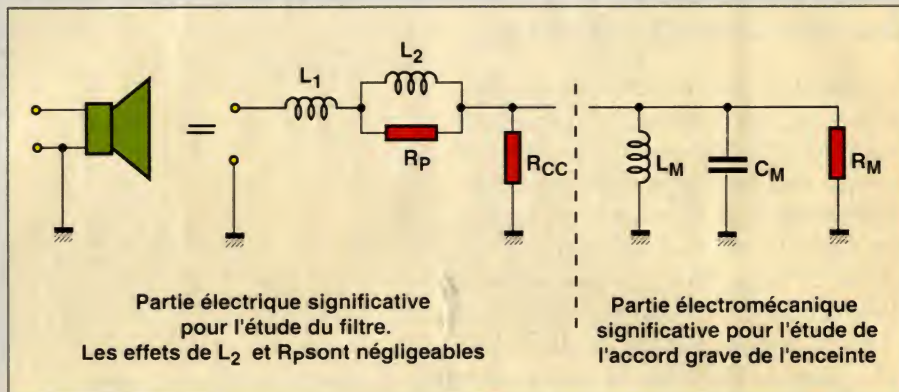 L1
L2
RP
RCC
LM
CM
RM
=
Partie électrique significative
pour l'étude du filtre.
Les effets de L2 et RPsont négligeables
Partie électromécanique
significative pour l'étude de
l'accord grave de l'enceinte